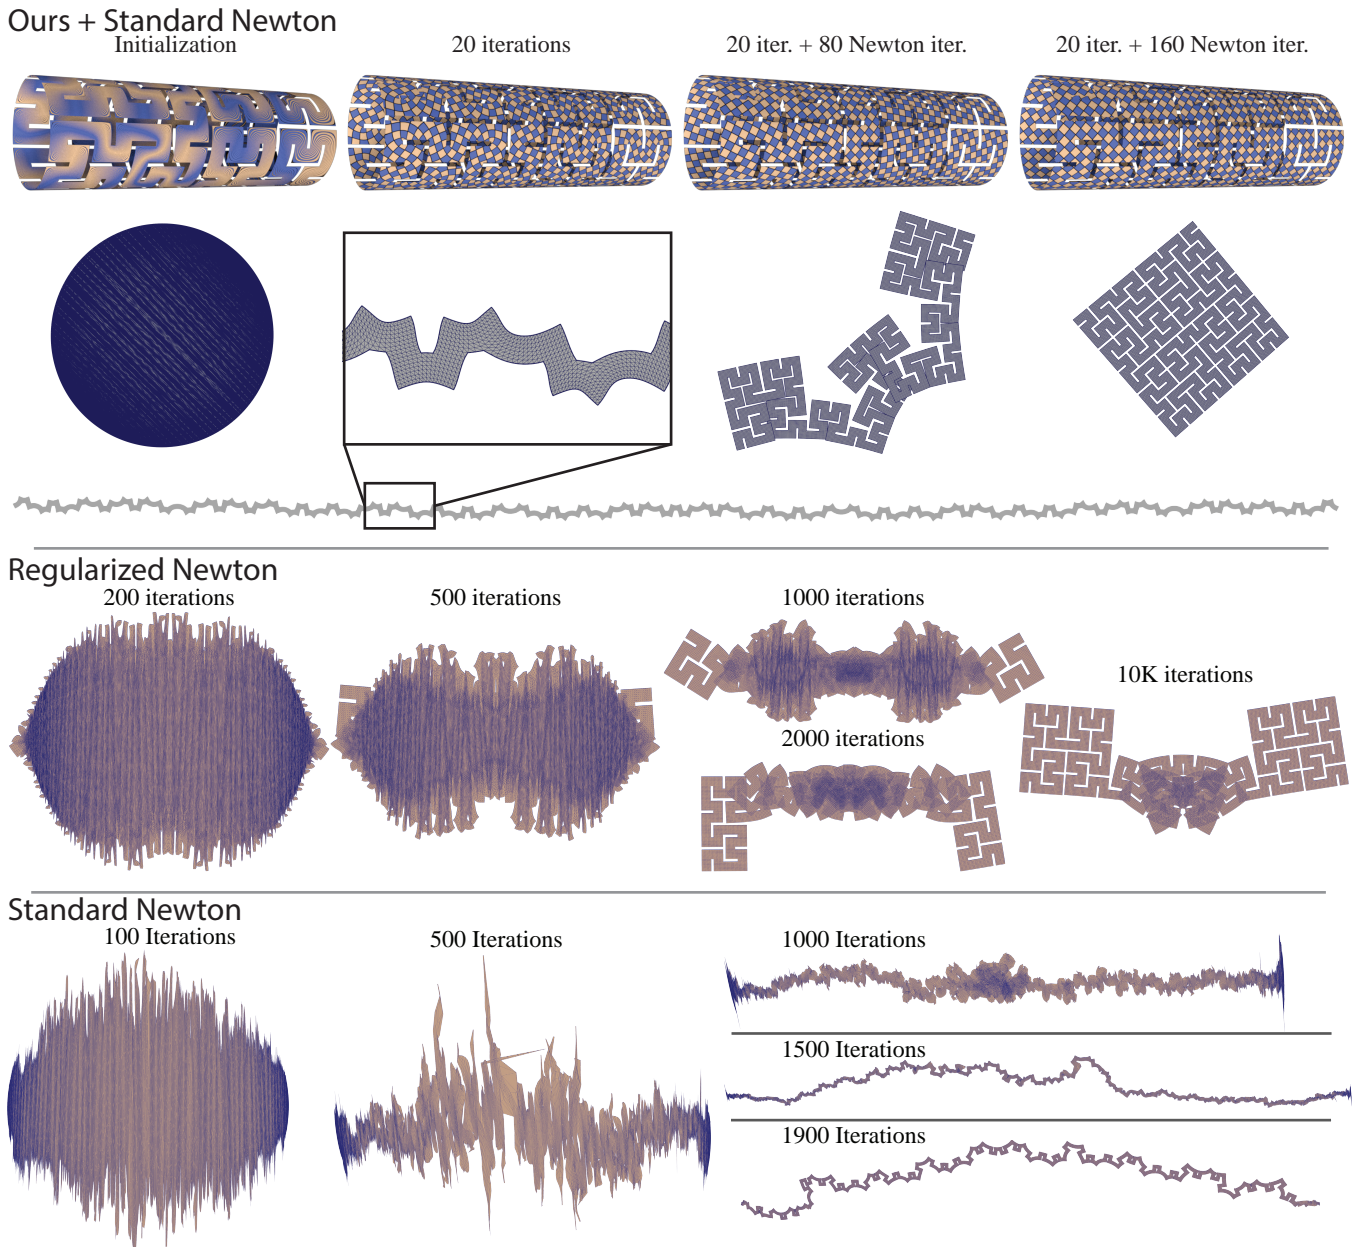 Ours + Standard Newton
Initialization
20 iterations
20 iter. + 80 Newton iter.
20 iter. + 160 Newton iter.
Regularized Newton
200 iterations
500 iterations
1000 iterations
2000 iterations
10K iterations
Standard Newton
100 Iterations
500 Iterations
1000 Iterations
1500 Iterations
1900 Iterations